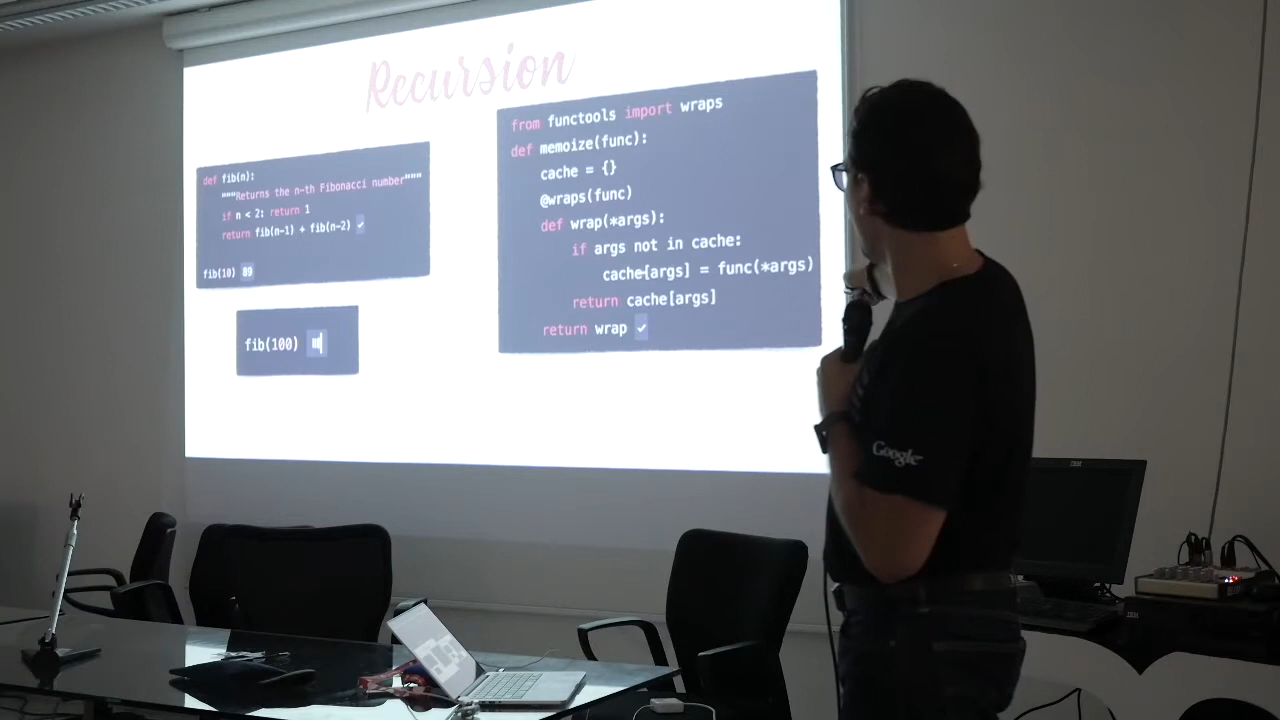 Recursion
def fib(n):
"""Returns the n-th Fibonacci number"""
if n < 2: return 1
return fib(n-1) + fib(n-2) ✓
fib(10) 89
fib(100)
from functools import wraps
def memoize(func):
cache = {}
@wraps(func)
def wrap(*args):
if args not in cache:
cache[args] = func(*args)
return cache[args]
return wrap ✓
Google
IBM
IBM